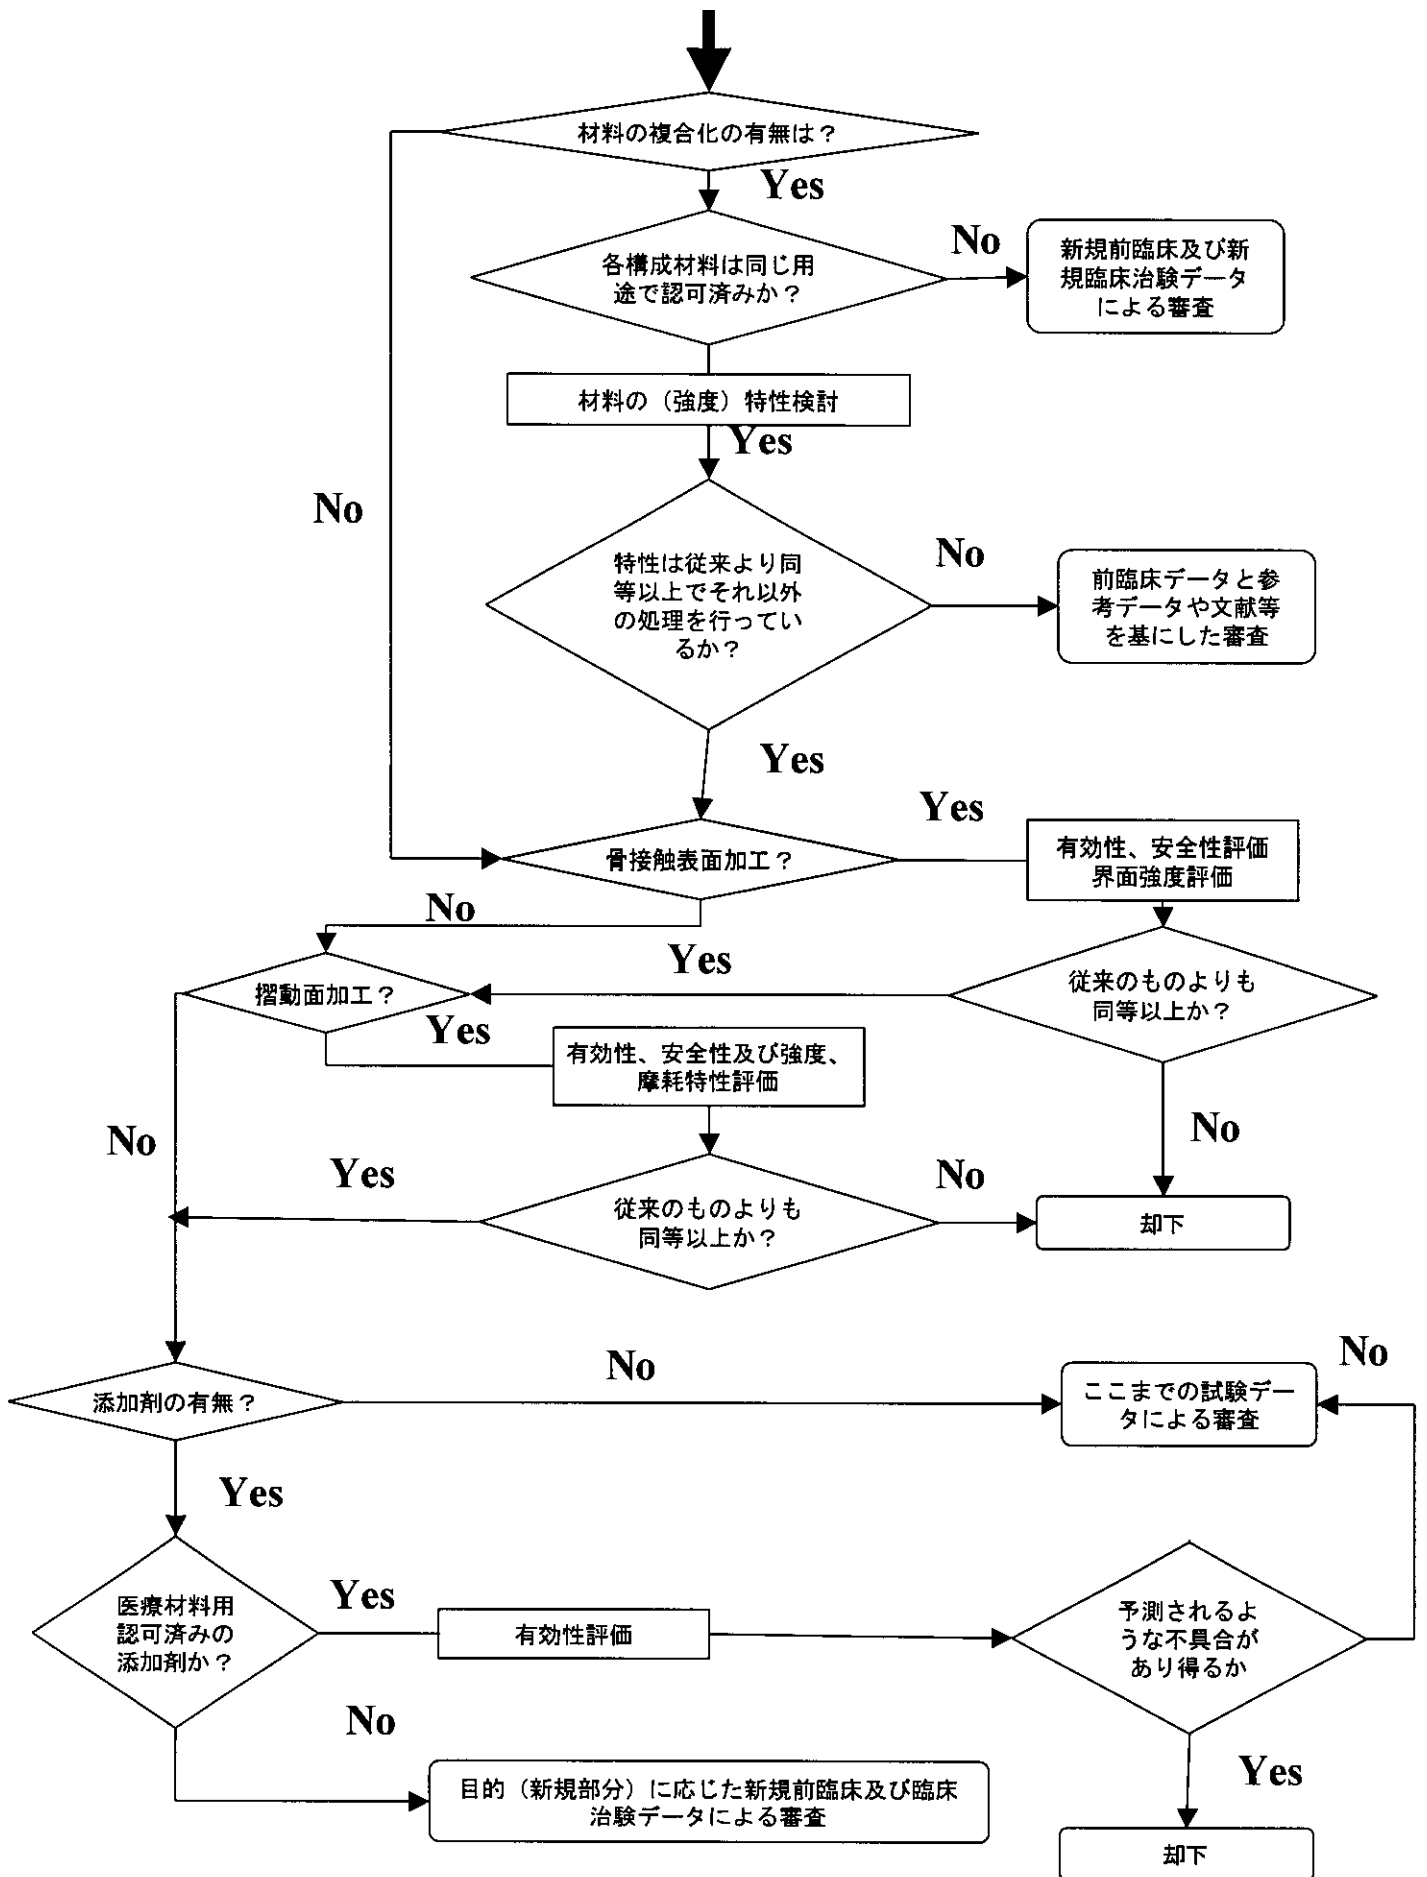 材料の複合化の有無は？
Yes
各構成材料は同じ用
途で認可済みか？
No
新規前臨床及び新
規臨床治験データ
による審査
材料の（強度）特性検討
Yes
No
特性は従来より同
等以上でそれ以外
の処理を行ってい
るか？
No
前臨床データと参
考データや文献等
を基にした審査
Yes
骨接触表面加工？
Yes
有効性、安全性評価
界面強度評価
No
摺動面加工？
Yes
従来のものよりも
同等以上か？
Yes
有効性、安全性及び強度、
摩耗特性評価
No
No
Yes
従来のものよりも
同等以上か？
No
却下
添加剤の有無？
No
ここまでの試験デー
タによる審査
No
Yes
医療材料用
認可済みの
添加剤か？
Yes
有効性評価
予測されるよ
うな不具合が
あり得るか
No
目的（新規部分）に応じた新規前臨床及び臨床
治験データによる審査
Yes
却下